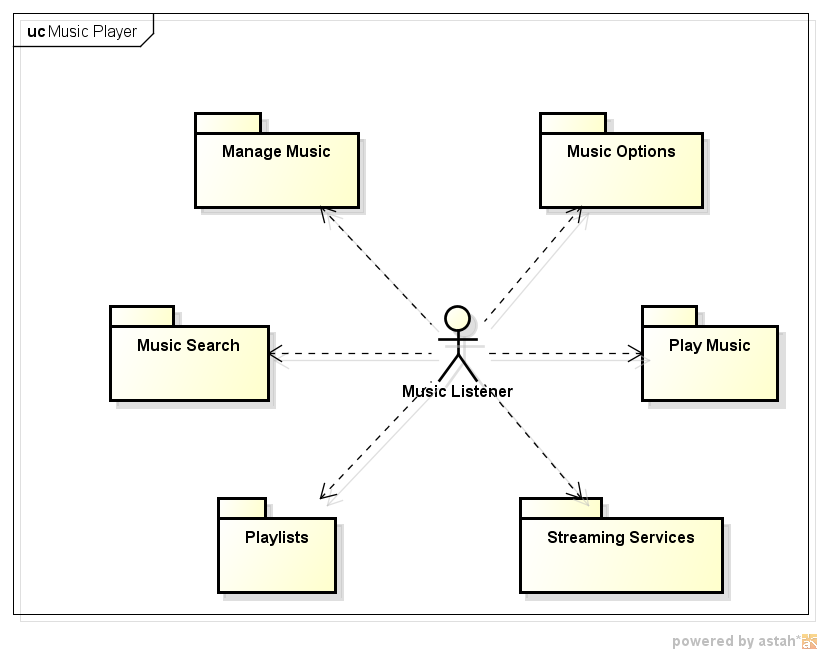 uc Music Player
Manage Music
Music Options
Music Search
Play Music
Music Listener
Playlists
Streaming Services
powered by astah*